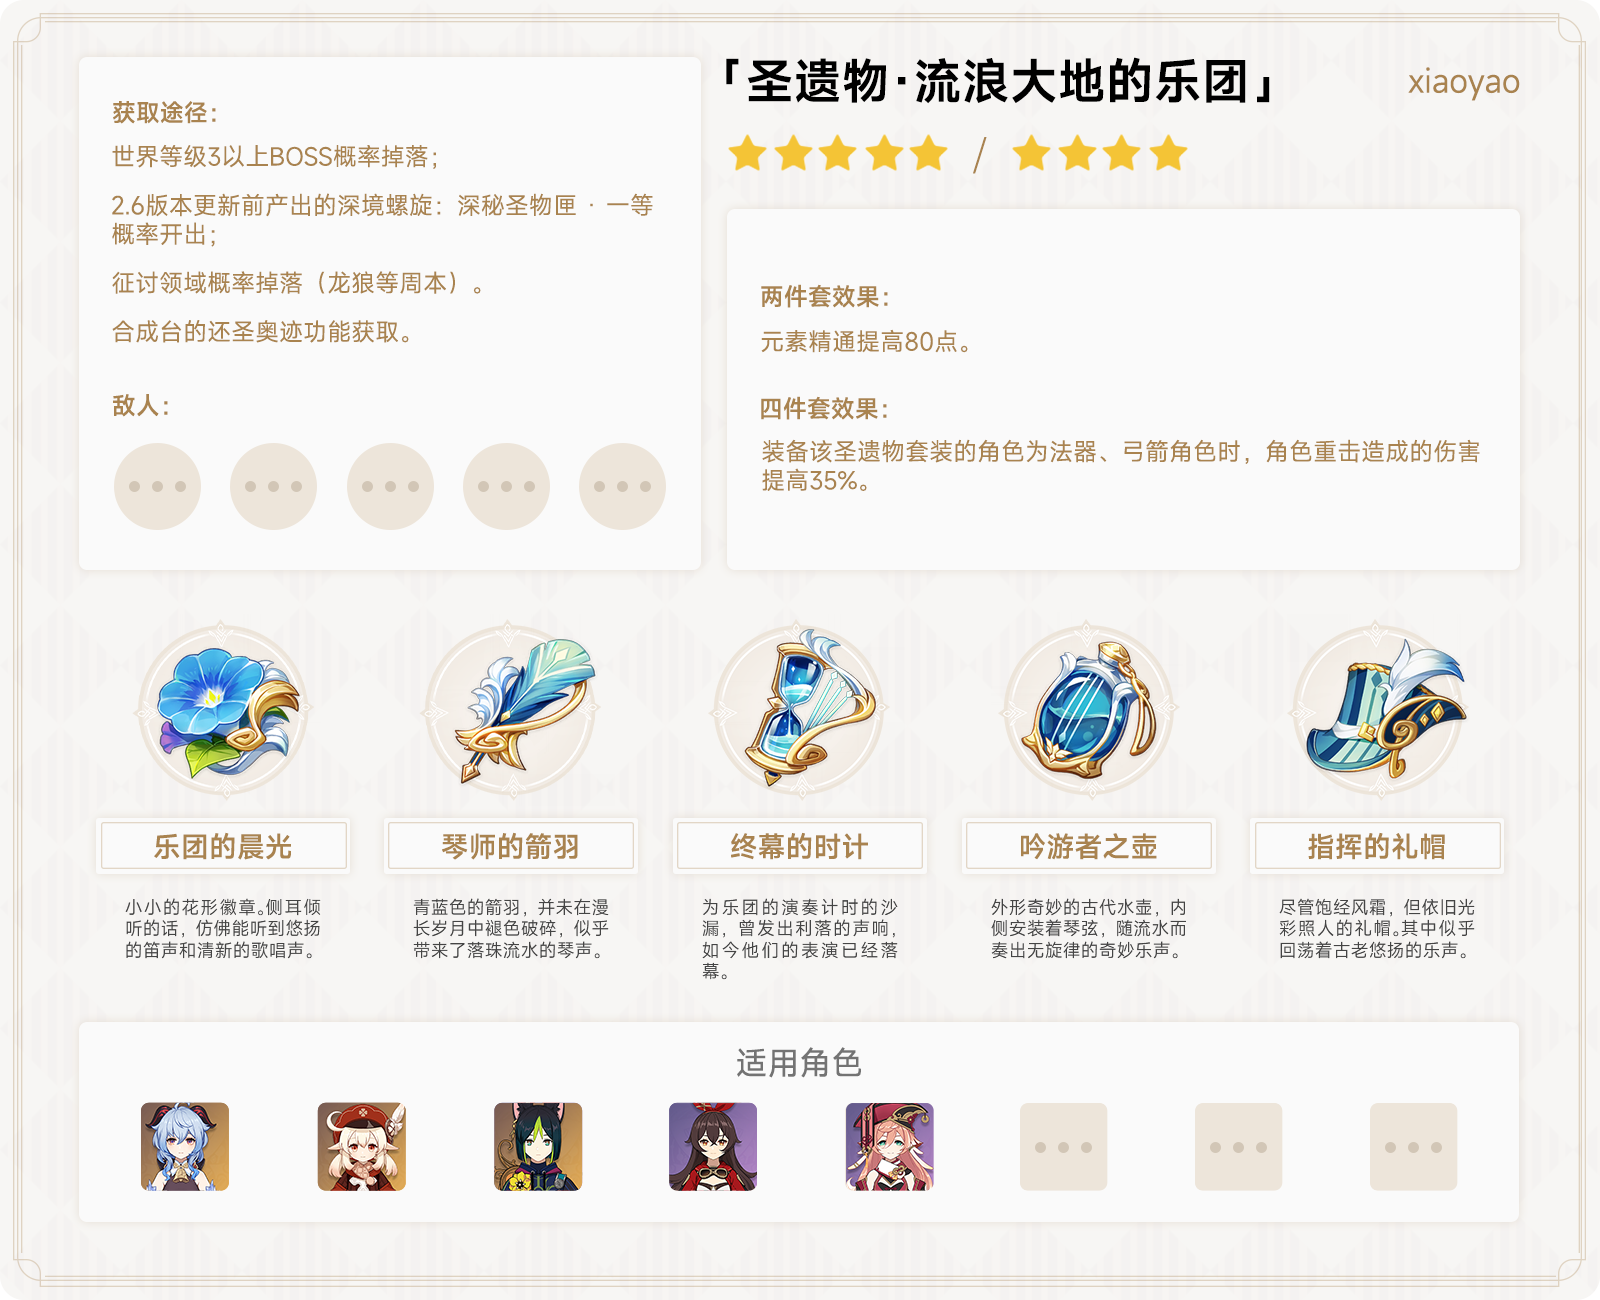 「圣遗物·流浪大地的乐团」
xiaoyao
获取途径：
世界等级3以上BOSS概率掉落；
2.6版本更新前产出的深境螺旋：深秘圣物匣 · 一等
概率开出；
征讨领域概率掉落（龙狼等周本）。
合成台的还圣奥迹功能获取。
敌人：
两件套效果：
元素精通提高80点。
四件套效果：
装备该圣遗物套装的角色为法器、弓箭角色时，角色重击造成的伤害
提高35%。
乐团的晨光
小小的花形徽章。侧耳倾
听的话，仿佛能听到悠扬
的笛声和清新的歌唱声。
琴师的箭羽
青蓝色的箭羽，并未在漫
长岁月中褪色破碎，似乎
带来了落珠流水的琴声。
终幕的时计
为乐团的演奏计时的沙
漏，曾发出利落的声响，
如今他们的表演已经落
幕。
吟游者之壶
外形奇妙的古代水壶，内
侧安装着琴弦，随流水而
奏出无旋律的奇妙乐声。
指挥的礼帽
尽管饱经风霜，但依旧光
彩照人的礼帽。其中似乎
回荡着古老悠扬的乐声。
适用角色